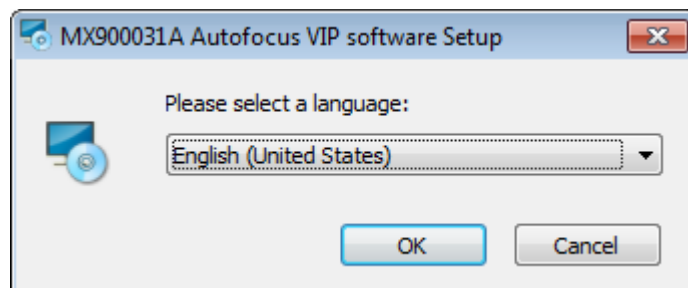 MX900031A Autofocus VIP software Setup
Please select a language:
English (United States)
OK Cancel